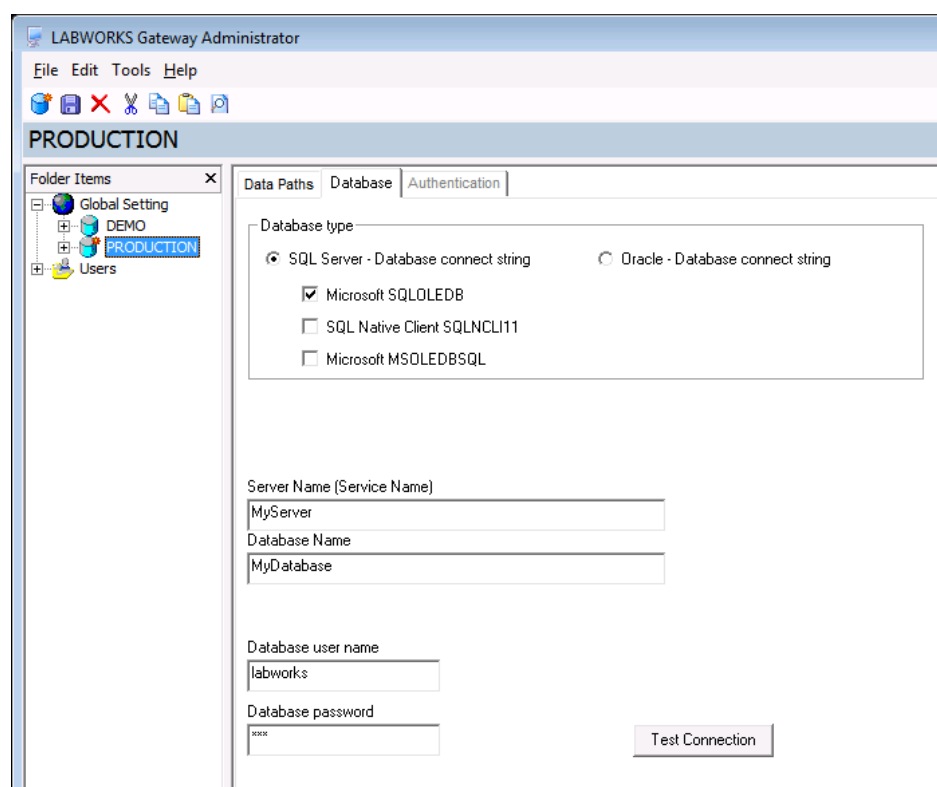 LABWORKS Gateway Administrator
File Edit Tools Help
PRODUCTION
Folder Items
Global Setting
DEMO
PRODUCTION
Users
Data Paths Database Authentication
Database type
SQL Server - Database connect string Oracle - Database connect string
Microsoft SQLOLEDB
SQL Native Client SQLNCLI11
Microsoft MSOLEDBSQL
Server Name (Service Name)
MyServer
Database Name
MyDatabase
Database user name
labworks
Database password
***
Test Connection